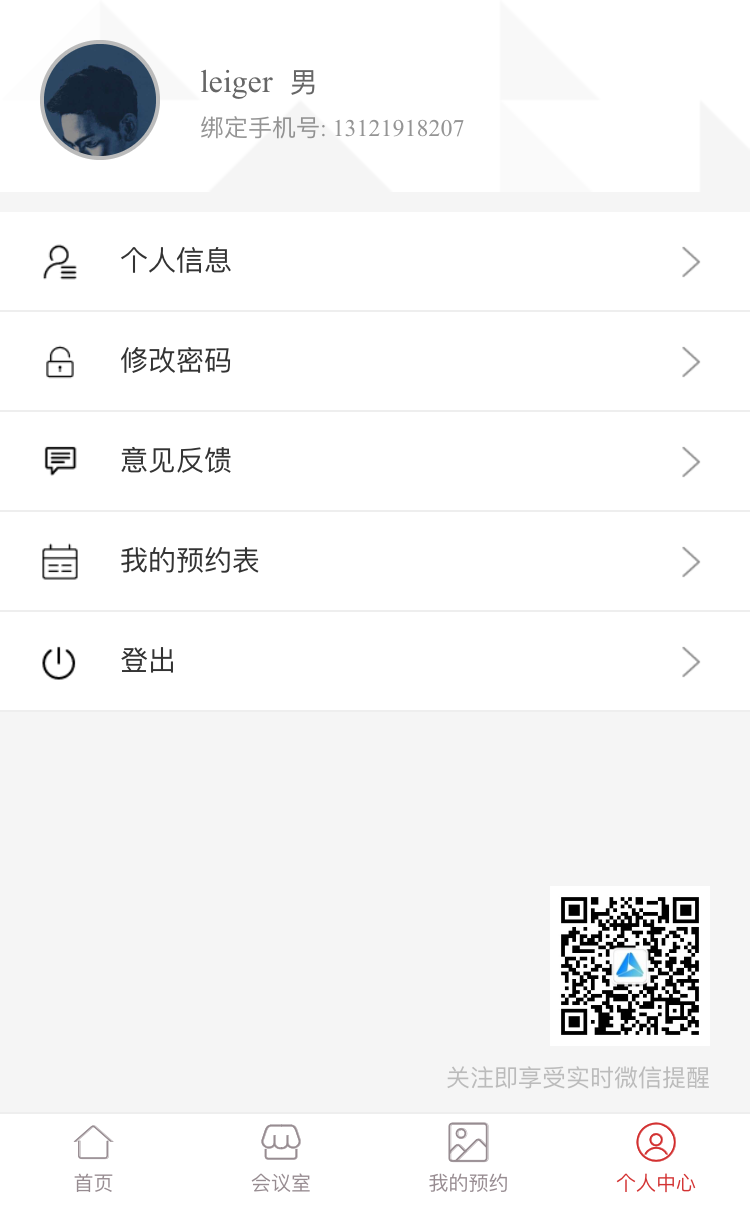 leiger 男
绑定手机号: 13121918207
个人信息
修改密码
意见反馈
我的预约表
登出
关注即享受实时微信提醒
首页 会议室 我的预约 个人中心